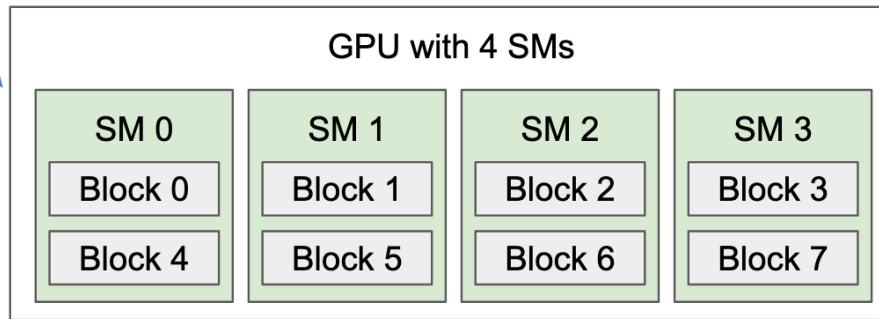 GPU with 4 SMs
SM 0
SM 1
SM 2
SM 3
Block 0
Block 1
Block 2
Block 3
Block 4
Block 5
Block 6
Block 7